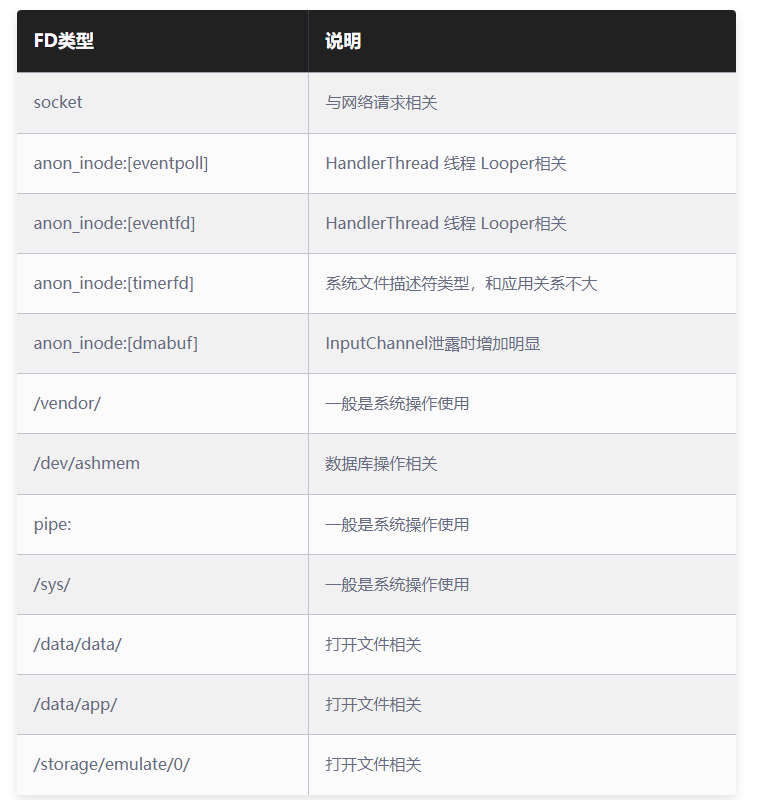 FD类型 说明
socket 与网络请求相关
anon_inode:[eventpoll] HandlerThread 线程 Looper相关
anon_inode:[eventfd] HandlerThread 线程 Looper相关
anon_inode:[timerfd] 系统文件描述符类型，和应用关系不大
anon_inode:[dmabuf] InputChannel泄露时增加明显
/vendor/ 一般是系统操作使用
/dev/ashmem 数据库操作相关
pipe: 一般是系统操作使用
/sys/ 一般是系统操作使用
/data/data/ 打开文件相关
/data/app/ 打开文件相关
/storage/emulate/0/ 打开文件相关